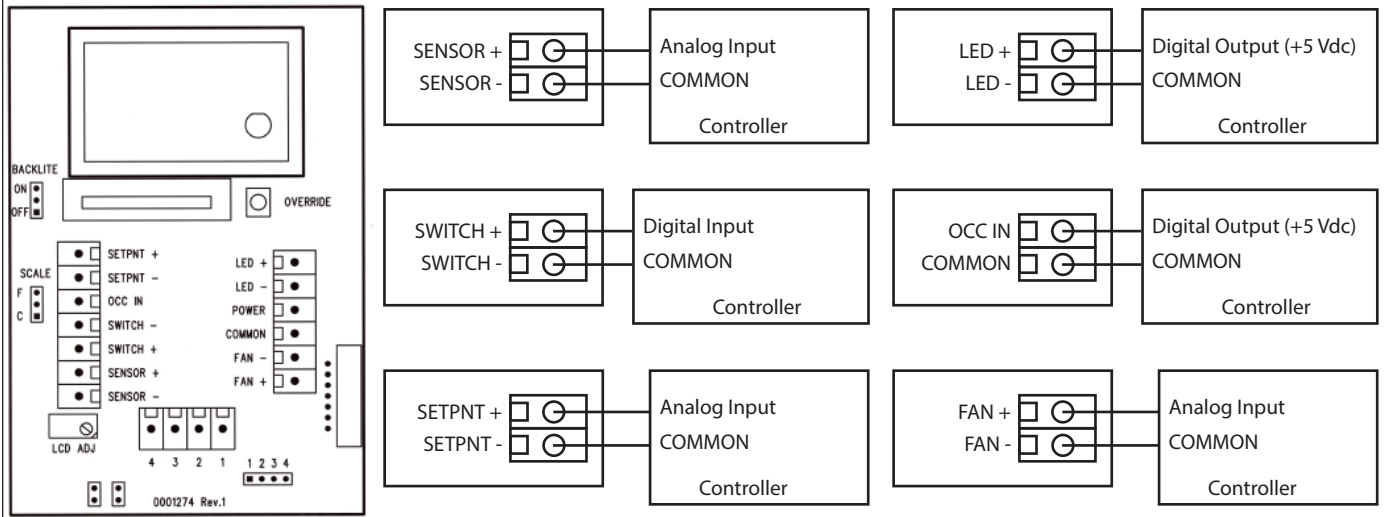 BACKLITE
ON
OFF
OVERRIDE
SCALE
F
C
SETPNT +
SETPNT -
OCC IN
SWITCH -
SWITCH +
SENSOR +
SENSOR -
LED +
LED -
POWER
COMMON
FAN -
FAN +
LCD ADJ
4 3 2 1
1 2 3 4
0001274 Rev.1
SENSOR + Analog Input
SENSOR - COMMON
Controller
LED + Digital Output (+5 Vdc)
LED - COMMON
Controller
SWITCH + Digital Input
SWITCH - COMMON
Controller
OCC IN Digital Output (+5 Vdc)
COMMON COMMON
Controller
SETPNT + Analog Input
SETPNT - COMMON
Controller
FAN + Analog Input
FAN - COMMON
Controller